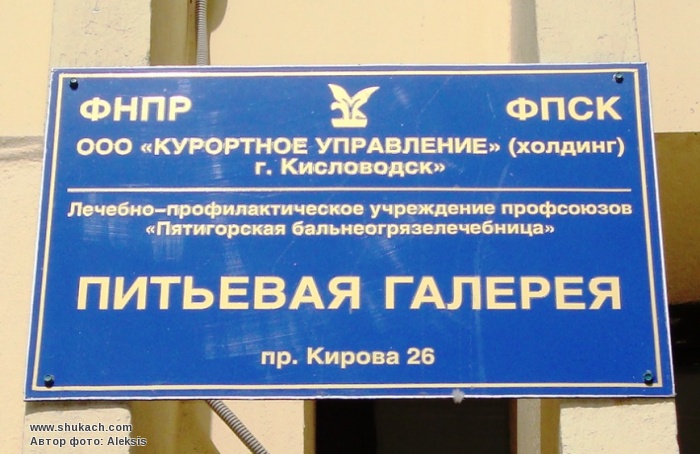 ФНПР ФПСК
ООО «КУРОРТНОЕ УПРАВЛЕНИЕ» (холдинг)
г. Кисловодск»
Лечебно-профилактическое учреждение профсоюзов
«Пятигорская бальнеогрязелечебница»
ПИТЬЕВАЯ ГАЛЕРЕЯ
пр. Кирова 26
www.shukach.com
Автор фото: Aleksis